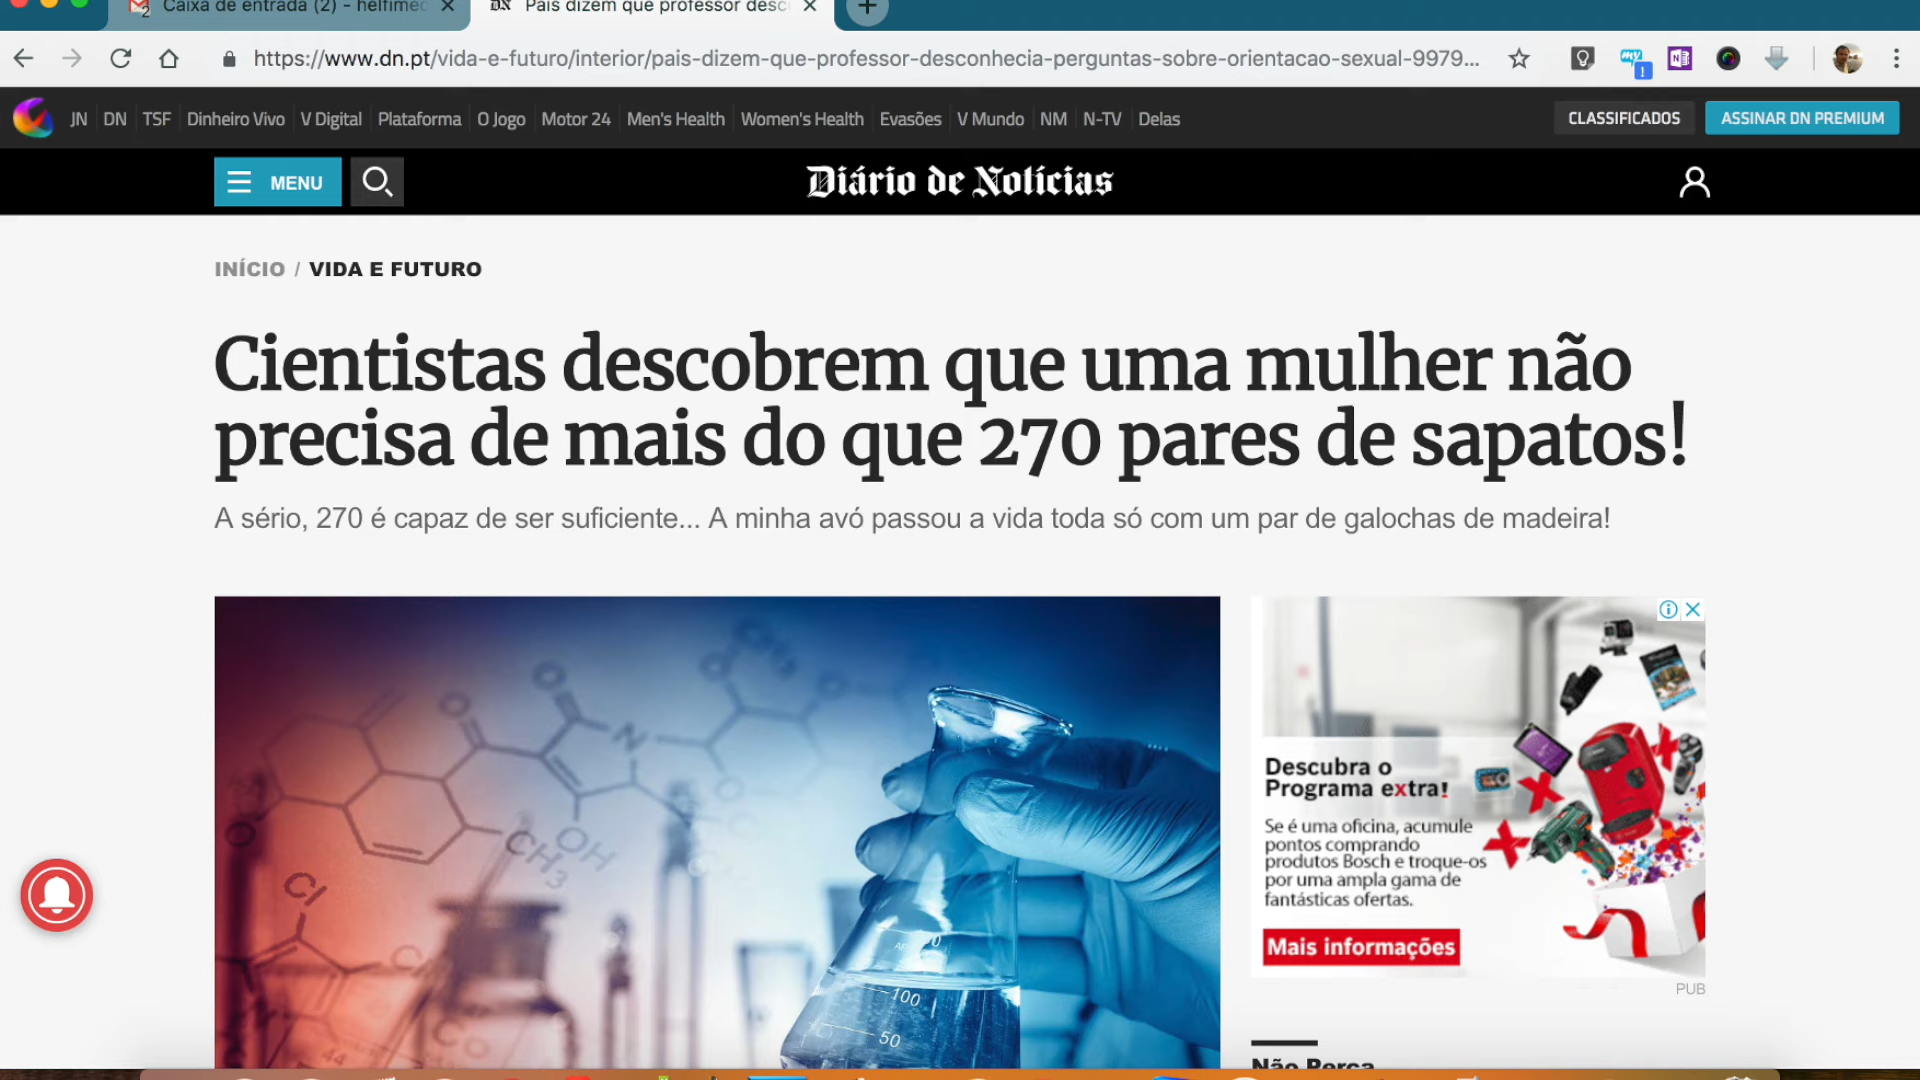 Caixa de entrada (2) - helfimed
Pais dizem que professor desc
https://www.dn.pt/vida-e-futuro/interior/pais-dizem-que-professor-desconhecia-perguntas-sobre-orientacao-sexual-9979...
JN DN TSF Dinheiro Vivo V Digital Plataforma O Jogo Motor 24 Men's Health Women's Health Evasões V Mundo NM N-TV Delas
CLASSIFICADOS
ASSINAR DN PREMIUM
MENU
Diário de Notícias
INÍCIO / VIDA E FUTURO
Cientistas descobrem que uma mulher não
precisa de mais do que 270 pares de sapatos!
A sério, 270 é capaz de ser suficiente... A minha avó passou a vida toda só com um par de galochas de madeira!
N
OH
CH3
Cl
100
50
44
Descubra o
Programa extra!
Se é uma oficina, acumule
pontos comprando
produtos Bosch e troque-os
por uma ampla gama de
fantásticas ofertas.
Mais informações
PUB
Não Perca